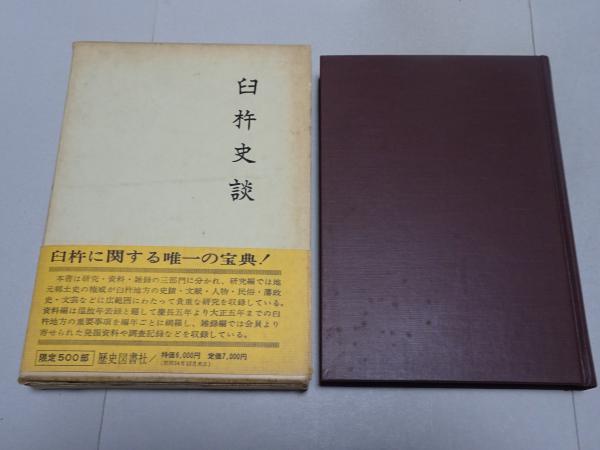 臼杵史談
臼杵に関する唯一の宝典！
本書は研究・資料・雑録の三部門に分かれ、研究編では地
元郷土史の権威が臼杵地方の史蹟・文献・人物・民俗・藩政
史・文芸などに広範囲にわたって貴重な研究を収録している。
資料編は温故年表録と題して慶長五年より大正五年までの臼
杵地方の重要事項を編年ごとに網羅し、雑録編では会員より
寄せられた発掘資料や調査記録などを収録している。
限定500部 歴史図書社/ 特価6,000円 定価7,000円